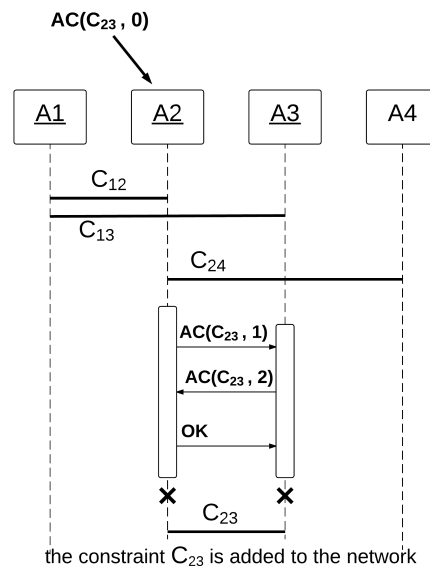 AC(C₂₃ , 0)
A1 A2 A3 A4
C₁₂
C₁₃
C₂₄
AC(C₂₃ , 1)
AC(C₂₃ , 2)
OK
C₂₃
the constraint C₂₃ is added to the network